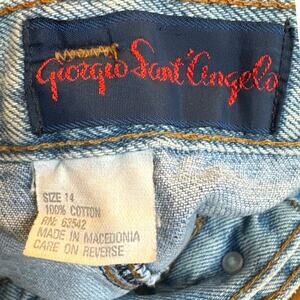 Giorgio Sant'Angelo
SIZE 14
100% COTTON
RN: 63542
MADE IN MACEDONIA
CARE ON REVERSE